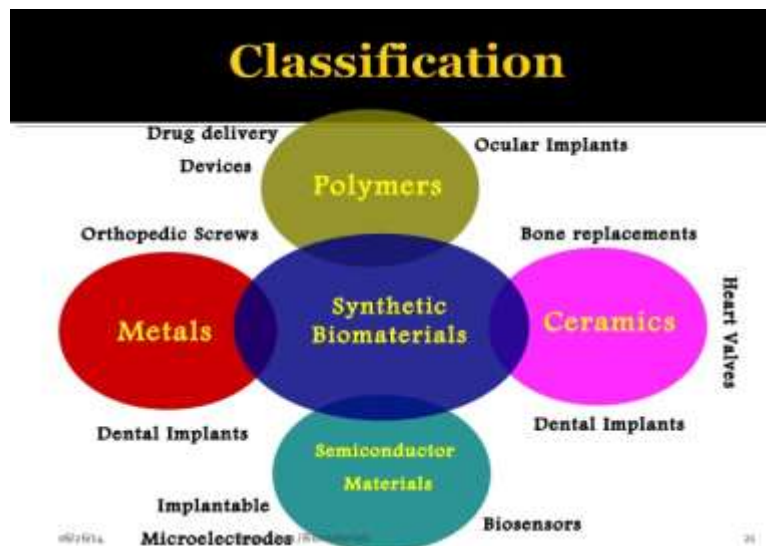 Classification
Drug delivery
Devices
Ocular Implants
Polymers
Orthopedic Screws
Bone replacements
Synthetic
Biomaterials
Metals
Ceramics
Heart Valves
Dental Implants
Dental Implants
Semiconductor
Materials
Implantable
Microelectrodes
Biosensors